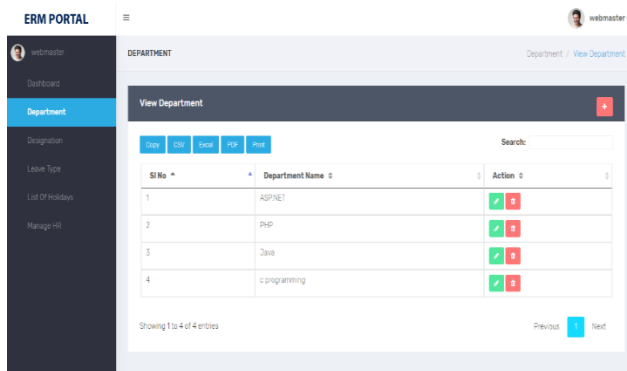 ERM PORTAL
webmaster
webmaster
DEPARTMENT
Department / View Department
Dashboard
Department
Designation
Leave Type
List Of Holidays
Manage HR
View Department
+
Copy CSV Excel PDF Print
Search:
SI No Department Name Action
1 ASP.NET
2 PHP
3 Java
4 c programming
Showing 1 to 4 of 4 entries
Previous 1 Next